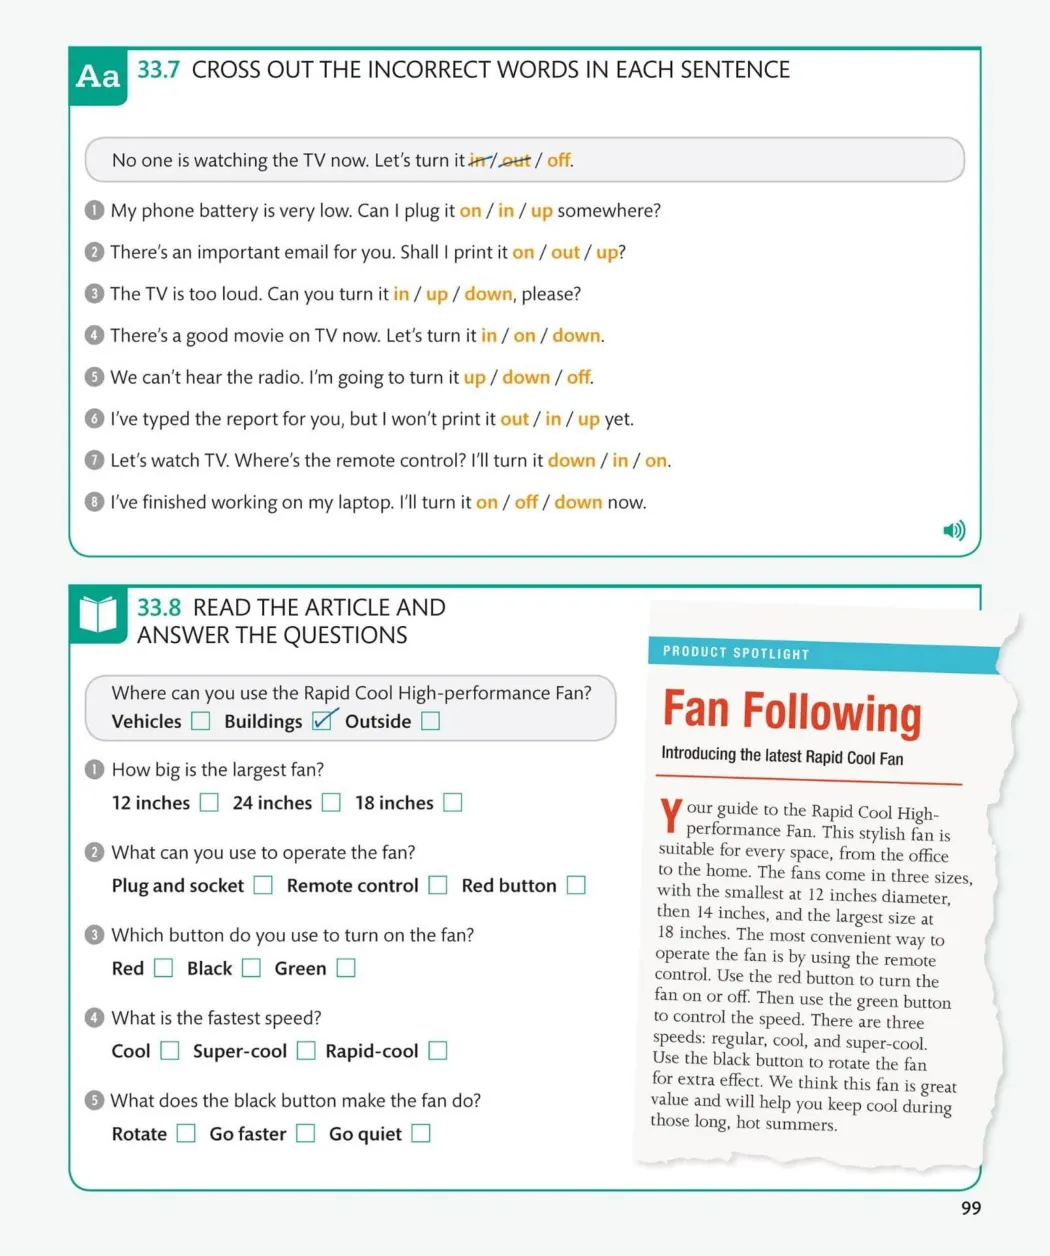 Aa
33.7 CROSS OUT THE INCORRECT WORDS IN EACH SENTENCE
No one is watching the TV now. Let's turn it in / out / off.
1 My phone battery is very low. Can I plug it on / in / up somewhere?
2 There's an important email for you. Shall I print it on / out / up?
3 The TV is too loud. Can you turn it in / up / down, please?
4 There's a good movie on TV now. Let's turn it in / on / down.
5 We can't hear the radio. I'm going to turn it up / down / off.
6 I've typed the report for you, but I won't print it out / in / up yet.
7 Let's watch TV. Where's the remote control? I'll turn it down / in / on.
8 I've finished working on my laptop. I'll turn it on / off / down now.
33.8 READ THE ARTICLE AND
ANSWER THE QUESTIONS
Where can you use the Rapid Cool High-performance Fan?
Vehicles Buildings Outside
1 How big is the largest fan?
12 inches 24 inches 18 inches
2 What can you use to operate the fan?
Plug and socket Remote control Red button
3 Which button do you use to turn on the fan?
Red Black Green
4 What is the fastest speed?
Cool Super-cool Rapid-cool
5 What does the black button make the fan do?
Rotate Go faster Go quiet
PRODUCT SPOTLIGHT
Fan Following
Introducing the latest Rapid Cool Fan
Your guide to the Rapid Cool High-
performance Fan. This stylish fan is
suitable for every space, from the office
to the home. The fans come in three sizes,
with the smallest at 12 inches diameter,
then 14 inches, and the largest size at
18 inches. The most convenient way to
operate the fan is by using the remote
control. Use the red button to turn the
fan on or off. Then use the green button
to control the speed. There are three
speeds: regular, cool, and super-cool.
Use the black button to rotate the fan
for extra effect. We think this fan is great
value and will help you keep cool during
those long, hot summers.
99